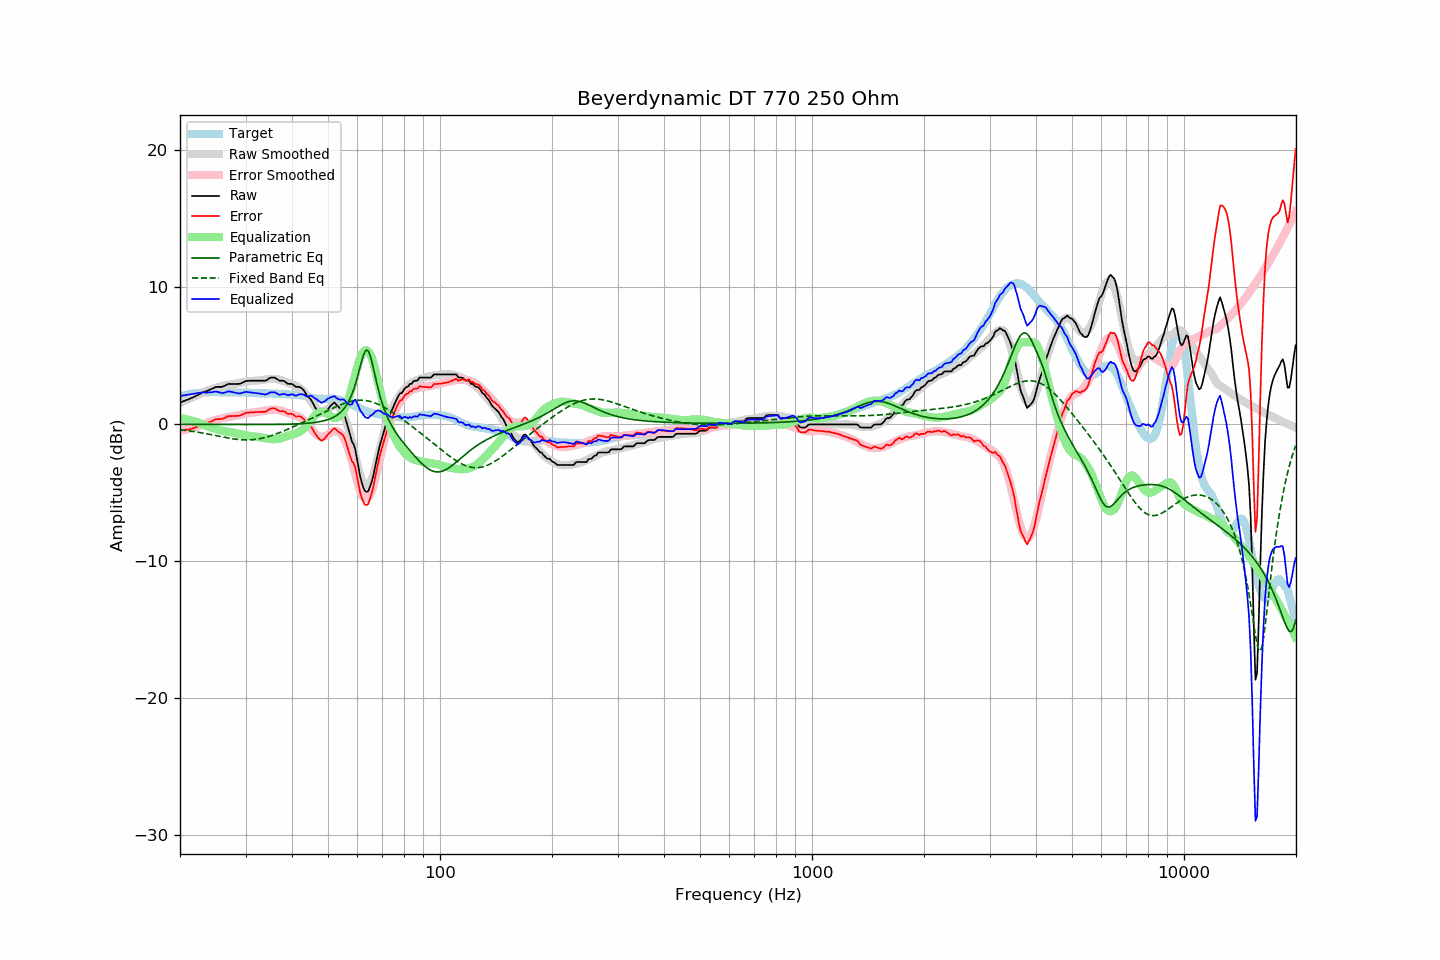 Beyerdynamic DT 770 250 Ohm
Target
Raw Smoothed
Error Smoothed
Raw
Error
Equalization
Parametric Eq
Fixed Band Eq
Equalized
20
10
0
−10
−20
−30
Amplitude (dBr)
100
1000
10000
Frequency (Hz)